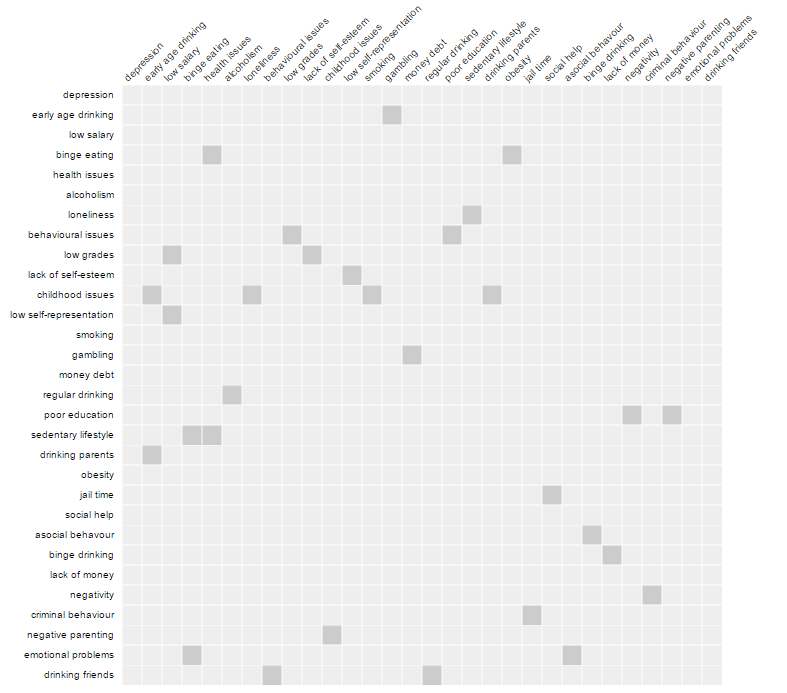 depression
early age drinking
low salary
binge eating
health issues
alcoholism
loneliness
behavioural issues
low grades
lack of self-esteem
childhood issues
low self-representation
smoking
gambling
money debt
regular drinking
poor education
sedentary lifestyle
drinking parents
obesity
jail time
social help
asocial behavour
binge drinking
lack of money
negativity
criminal behaviour
negative parenting
emotional problems
drinking friends
depression
early age drinking
low salary
binge eating
health issues
alcoholism
loneliness
behavioural issues
low grades
lack of self-esteem
childhood issues
low self-representation
smoking
gambling
money debt
regular drinking
poor education
sedentary lifestyle
drinking parents
obesity
jail time
social help
asocial behavour
binge drinking
lack of money
negativity
criminal behaviour
negative parenting
emotional problems
drinking friends